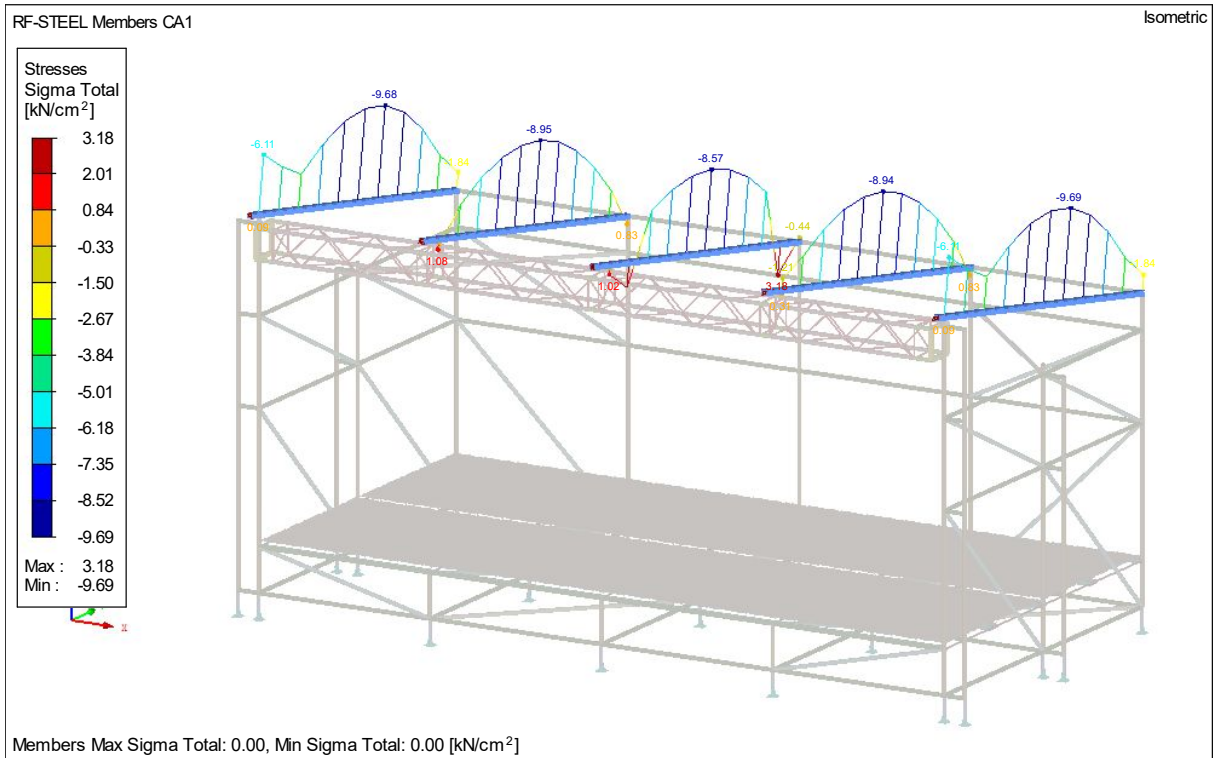 RF-STEEL Members CA1
Isometric
Stresses
Sigma Total
[kN/cm²]
3.18
2.01
0.84
-0.33
-1.50
-2.67
-3.84
-5.01
-6.18
-7.35
-8.52
-9.69
Max : 3.18
Min : -9.69
-9.68
-6.11
-8.95
-8.57
-8.94
-9.69
-0.44
0.83
1.08
1.02
3.18
0.83
X
Members Max Sigma Total: 0.00, Min Sigma Total: 0.00 [kN/cm²]